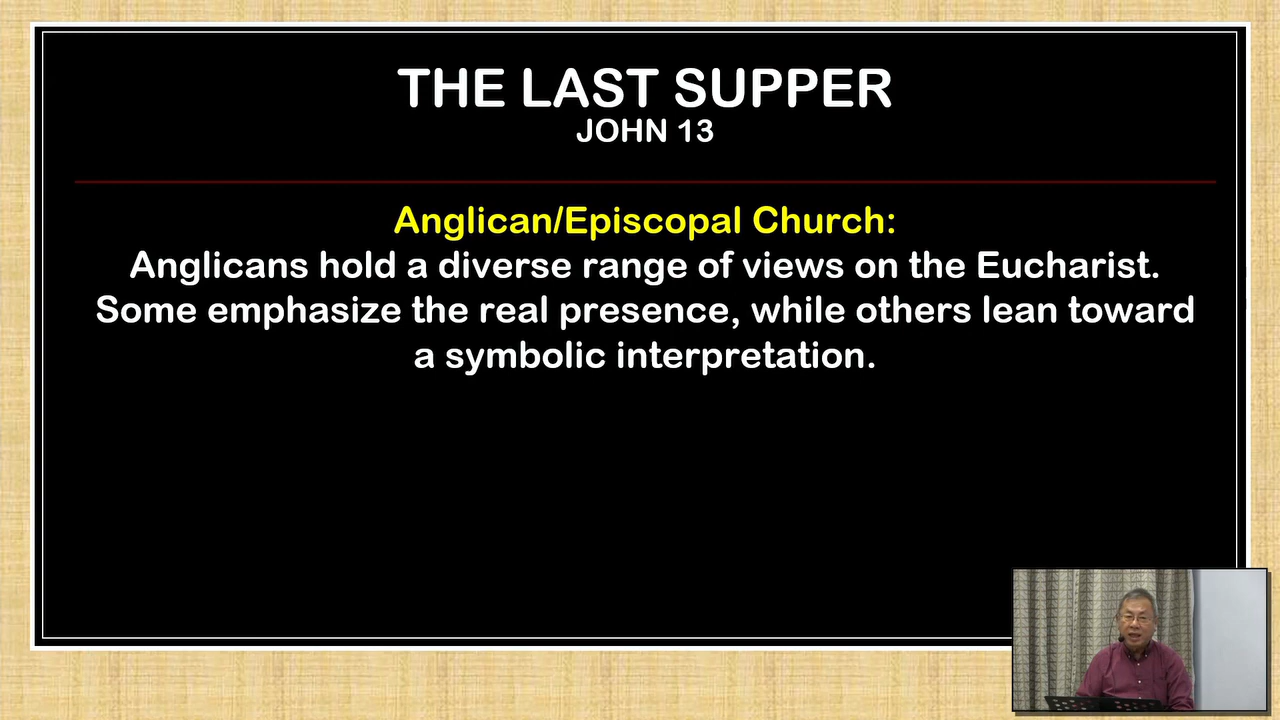 THE LAST SUPPER
JOHN 13
Anglican/Episcopal Church:
Anglicans hold a diverse range of views on the Eucharist.
Some emphasize the real presence, while others lean toward
a symbolic interpretation.